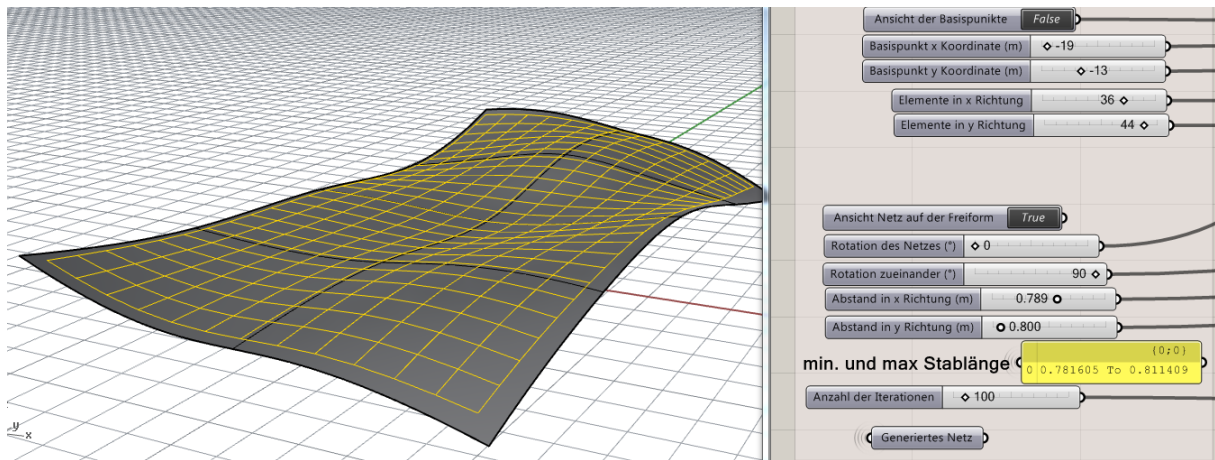 Ansicht der Basispunkte False
Basispunkt x Koordinate (m) -19
Basispunkt y Koordinate (m) -13
Elemente in x Richtung 36
Elemente in y Richtung 44
Ansicht Netz auf der Freiform True
Rotation des Netzes (°) 0
Rotation zueinander (°) 90
Abstand in x Richtung (m) 0.789
Abstand in y Richtung (m) 0.800
{0;0}
min. und max Stablänge 0 0.781605 To 0.811409
Anzahl der Iterationen 100
Generiertes Netz
y
x